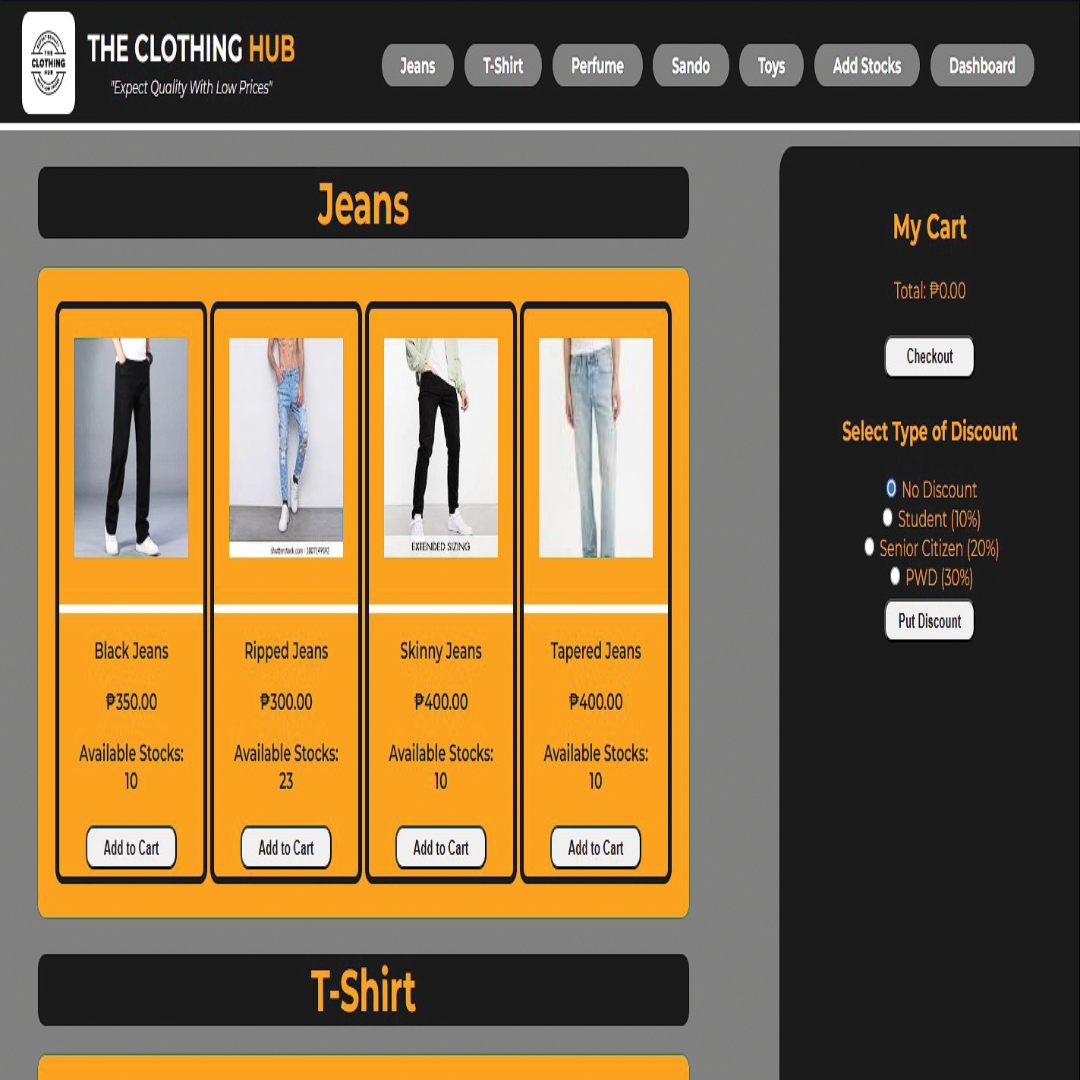 THE
CLOTHING
HUB
THE CLOTHING HUB
"Expect Quality With Low Prices"
Jeans
T-Shirt
Perfume
Sando
Toys
Add Stocks
Dashboard
Jeans
EXTENDED SIZING
Black Jeans
Ripped Jeans
Skinny Jeans
Tapered Jeans
₱350.00
₱300.00
₱400.00
₱400.00
Available Stocks:
10
Available Stocks:
23
Available Stocks:
10
Available Stocks:
10
Add to Cart
Add to Cart
Add to Cart
Add to Cart
T-Shirt
My Cart
Total: ₱0.00
Checkout
Select Type of Discount
No Discount
Student (10%)
Senior Citizen (20%)
PWD (30%)
Put Discount